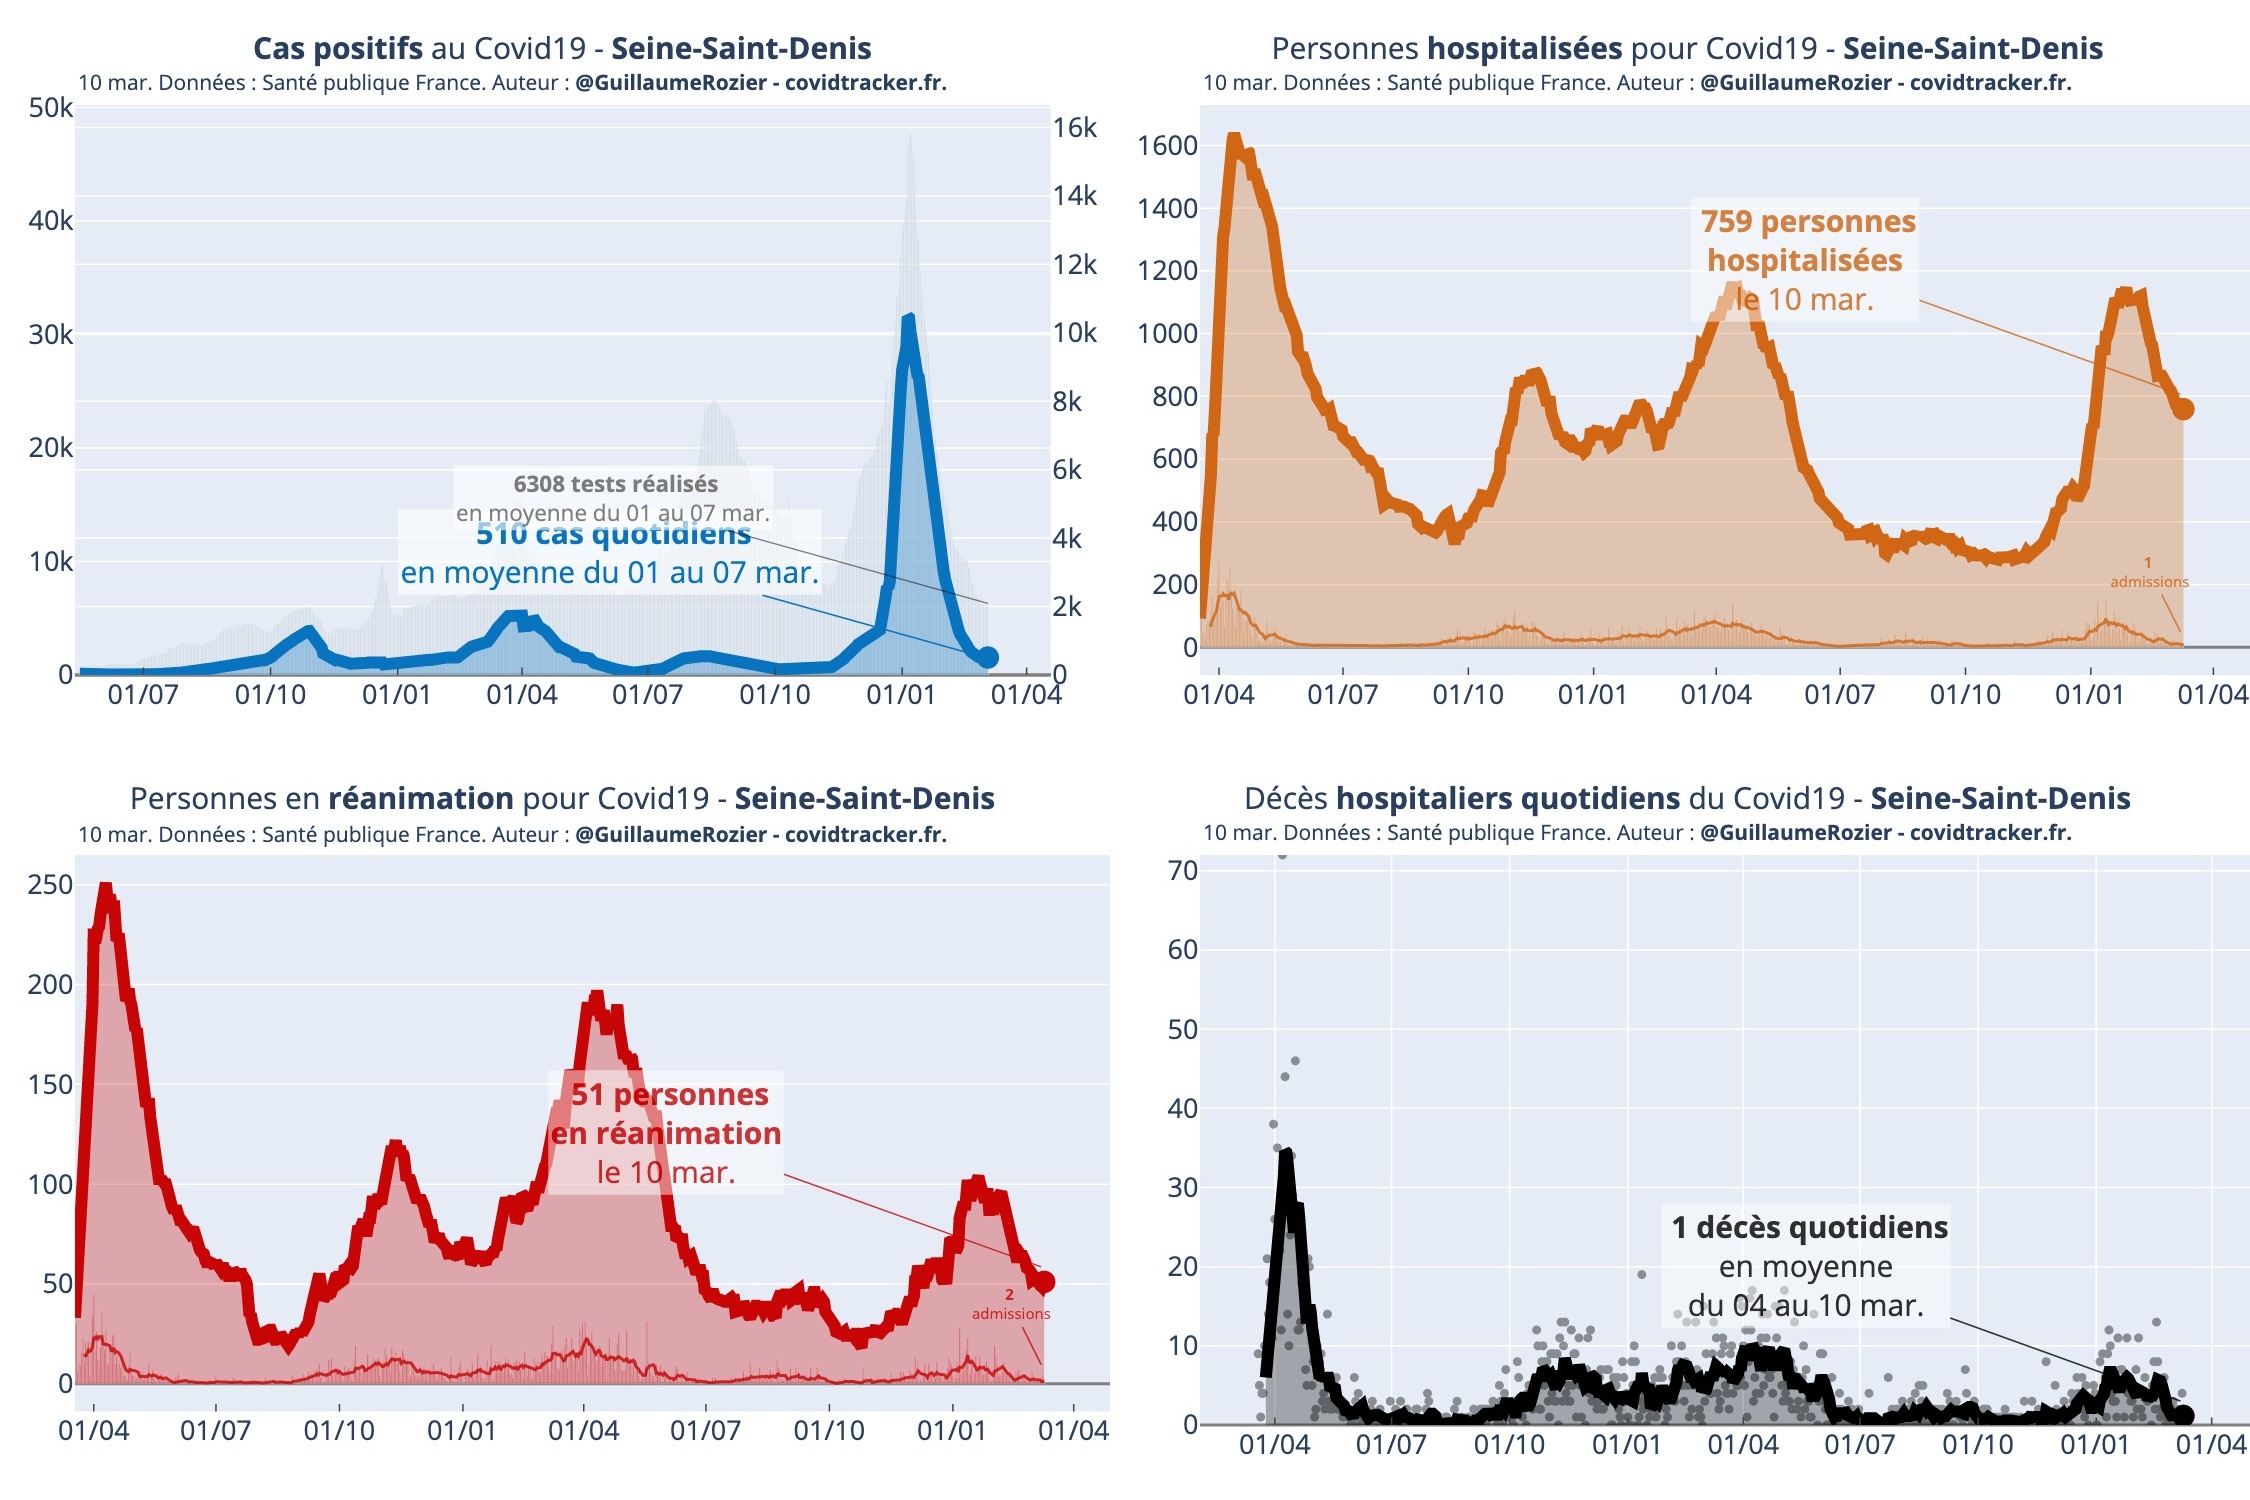 Cas positifs au Covid19 - Seine-Saint-Denis
10 mar. Données : Santé publique France. Auteur : @GuillaumeRozier - covidtracker.fr.
50k
40k
30k
20k
10k
0
16k
14k
12k
10k
8k
6k
4k
2k
0
6308 tests réalisés
en moyenne du 01 au 07 mar.
510 cas quotidiens
en moyenne du 01 au 07 mar.
01/07 01/10 01/01 01/04 01/07 01/10 01/01 01/04
Personnes hospitalisées pour Covid19 - Seine-Saint-Denis
10 mar. Données : Santé publique France. Auteur : @GuillaumeRozier - covidtracker.fr.
1600
1400
1200
1000
800
600
400
200
0
759 personnes
hospitalisées
le 10 mar.
1
admissions
01/04 01/07 01/10 01/01 01/04 01/07 01/10 01/01 01/04
Personnes en réanimation pour Covid19 - Seine-Saint-Denis
10 mar. Données : Santé publique France. Auteur : @GuillaumeRozier - covidtracker.fr.
250
200
150
100
50
0
51 personnes
en réanimation
le 10 mar.
2
admissions
01/04 01/07 01/10 01/01 01/04 01/07 01/10 01/01 01/04
Décès hospitaliers quotidiens du Covid19 - Seine-Saint-Denis
10 mar. Données : Santé publique France. Auteur : @GuillaumeRozier - covidtracker.fr.
70
60
50
40
30
20
10
0
1 décès quotidiens
en moyenne
du 04 au 10 mar.
01/04 01/07 01/10 01/01 01/04 01/07 01/10 01/01 01/04